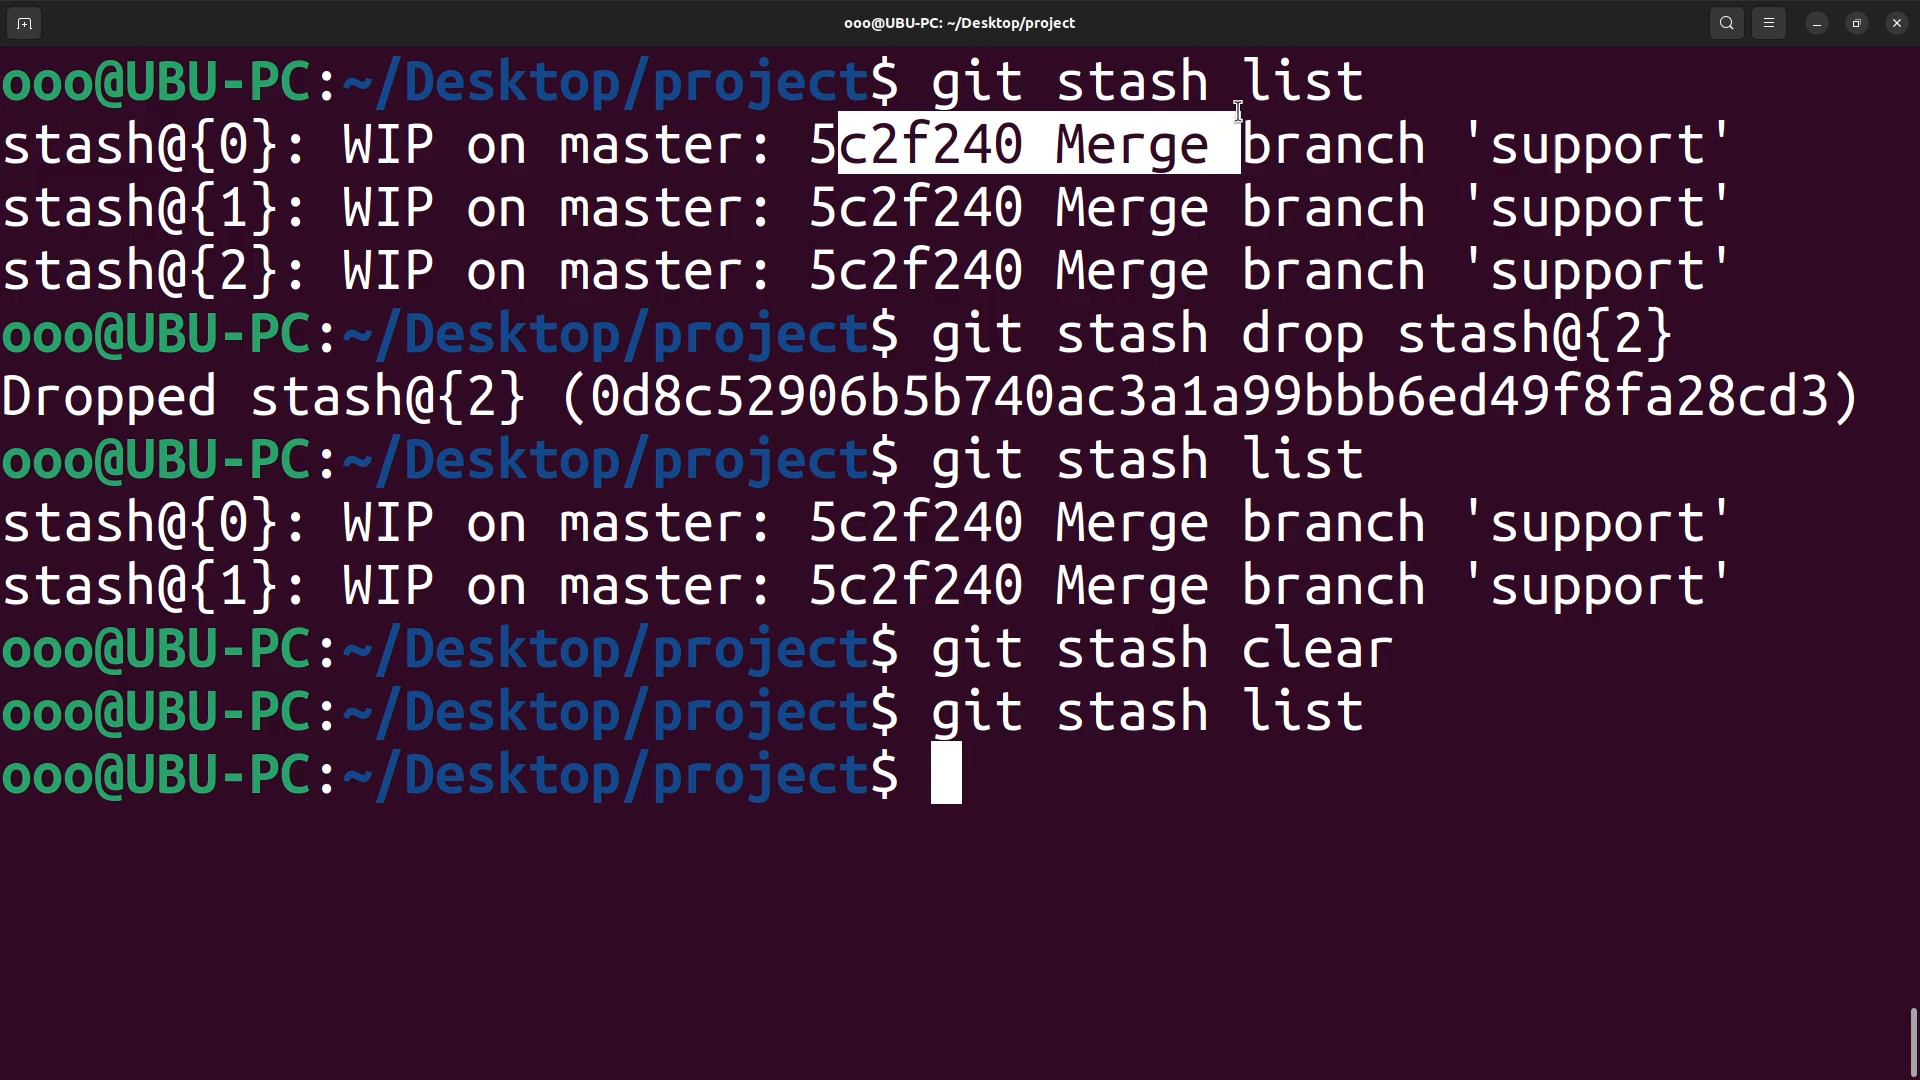 ooo@UBU-PC: ~/Desktop/project
ooo@UBU-PC:~/Desktop/project$ git stash list
stash@{0}: WIP on master: 5c2f240 Merge branch 'support'
stash@{1}: WIP on master: 5c2f240 Merge branch 'support'
stash@{2}: WIP on master: 5c2f240 Merge branch 'support'
ooo@UBU-PC:~/Desktop/project$ git stash drop stash@{2}
Dropped stash@{2} (0d8c52906b5b740ac3a1a99bbb6ed49f8fa28cd3)
ooo@UBU-PC:~/Desktop/project$ git stash list
stash@{0}: WIP on master: 5c2f240 Merge branch 'support'
stash@{1}: WIP on master: 5c2f240 Merge branch 'support'
ooo@UBU-PC:~/Desktop/project$ git stash clear
ooo@UBU-PC:~/Desktop/project$ git stash list
ooo@UBU-PC:~/Desktop/project$